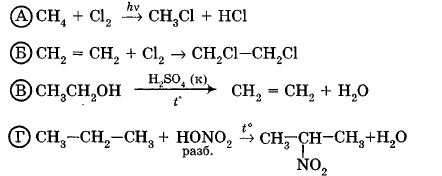 А CH₄ + Cl₂ —hν→ CH₃Cl + HCl
Б CH₂ = CH₂ + Cl₂ → CH₂Cl—CH₂Cl
В CH₃CH₂OH —H₂SO₄ (к) / t°→ CH₂ = CH₂ + H₂O
Г CH₃—CH₂—CH₃ + HONO₂ —t°→ CH₃—CH—CH₃+H₂O
разб. NO₂